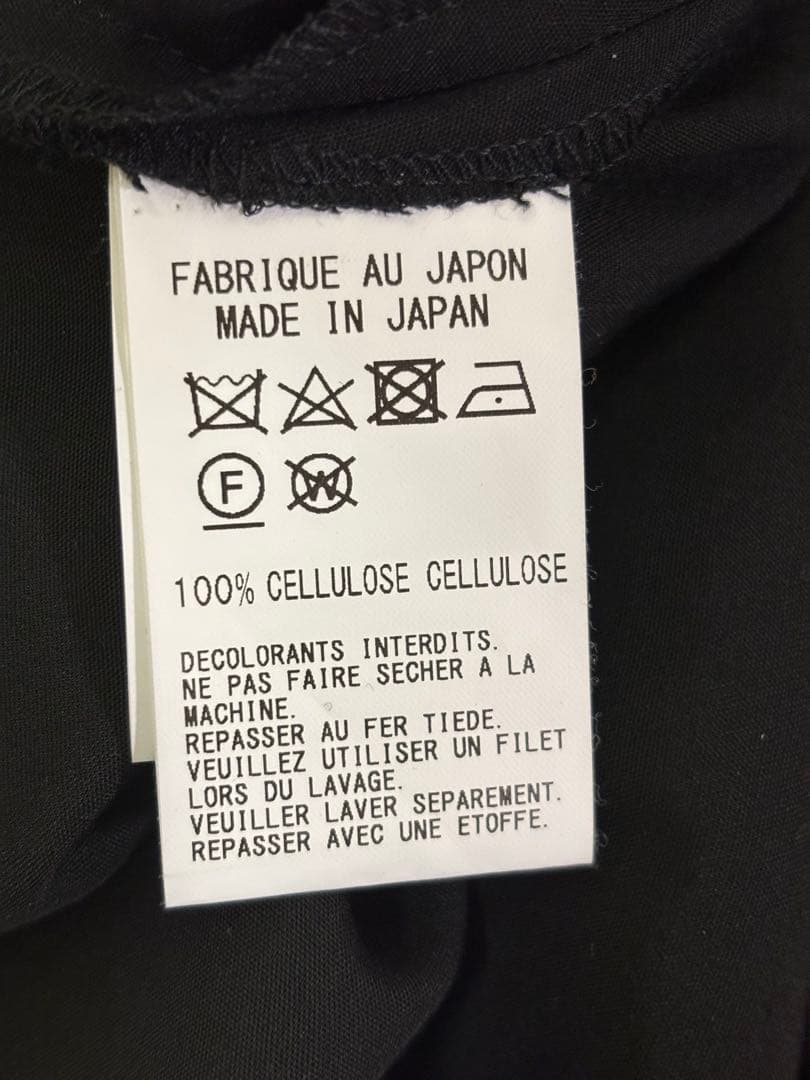 FABRIQUE AU JAPON
MADE IN JAPAN
F W
100% CELLULOSE CELLULOSE
DECOLORANTS INTERDITS.
NE PAS FAIRE SECHER A LA
MACHINE.
REPASSER AU FER TIEDE.
VEUILLEZ UTILISER UN FILET
LORS DU LAVAGE.
VEUILLER LAVER SEPAREMENT.
REPASSER AVEC UNE ETOFFE.